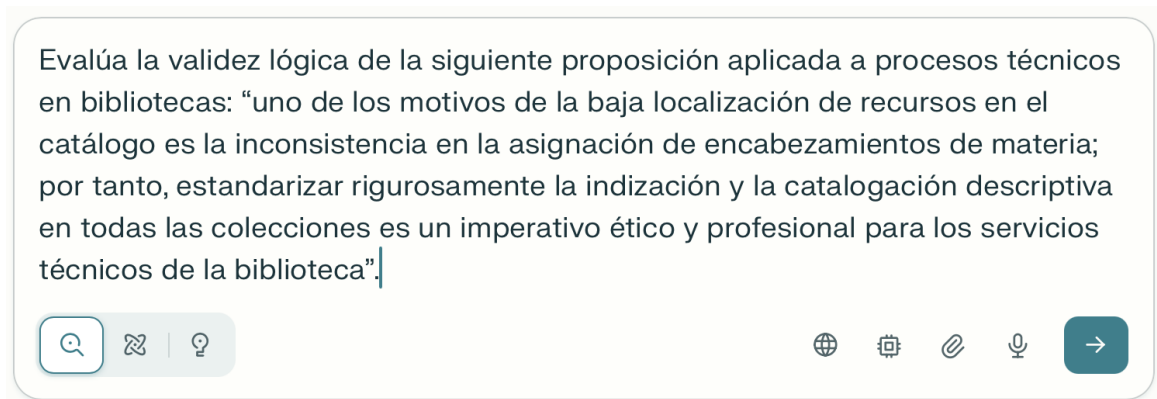 Evalúa la validez lógica de la siguiente proposición aplicada a procesos técnicos
en bibliotecas: “uno de los motivos de la baja localización de recursos en el
catálogo es la inconsistencia en la asignación de encabezamientos de materia;
por tanto, estandarizar rigurosamente la indización y la catalogación descriptiva
en todas las colecciones es un imperativo ético y profesional para los servicios
técnicos de la biblioteca”.